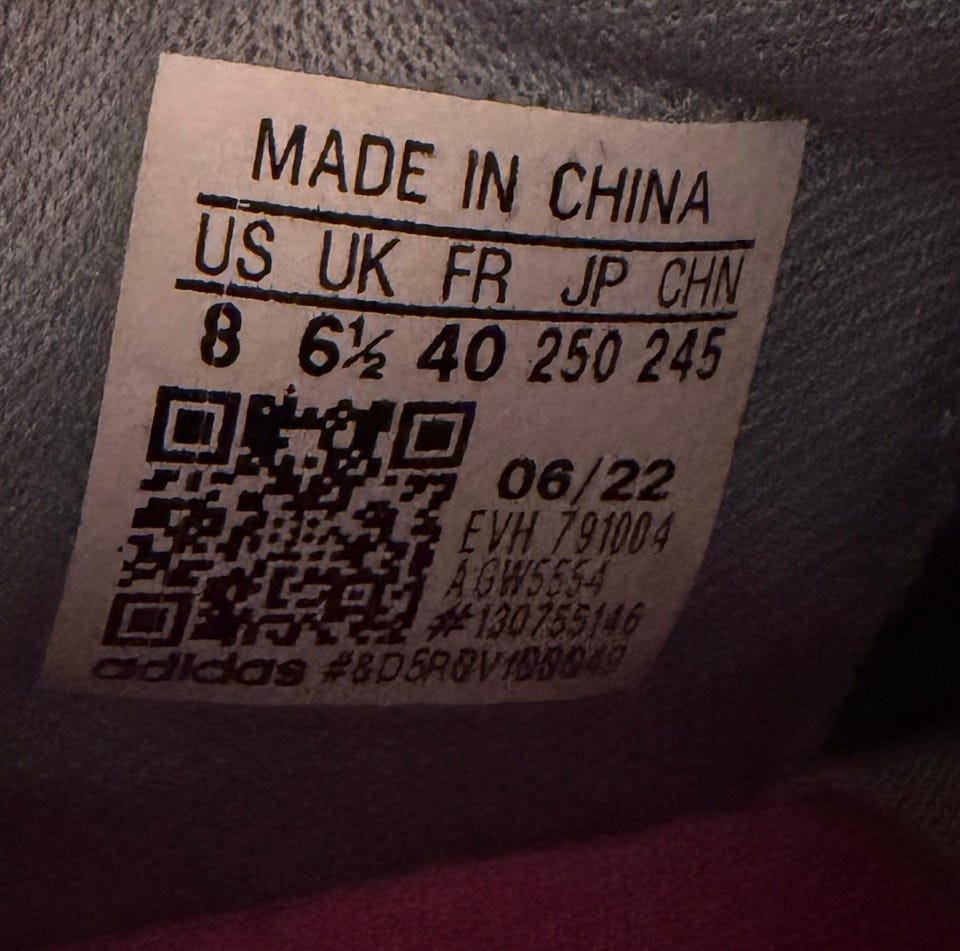 MADE IN CHINA
US UK FR JP CHN
8 6½ 40 250 245
06/22
EVH 791004
A GW5554
#130755146
adidas